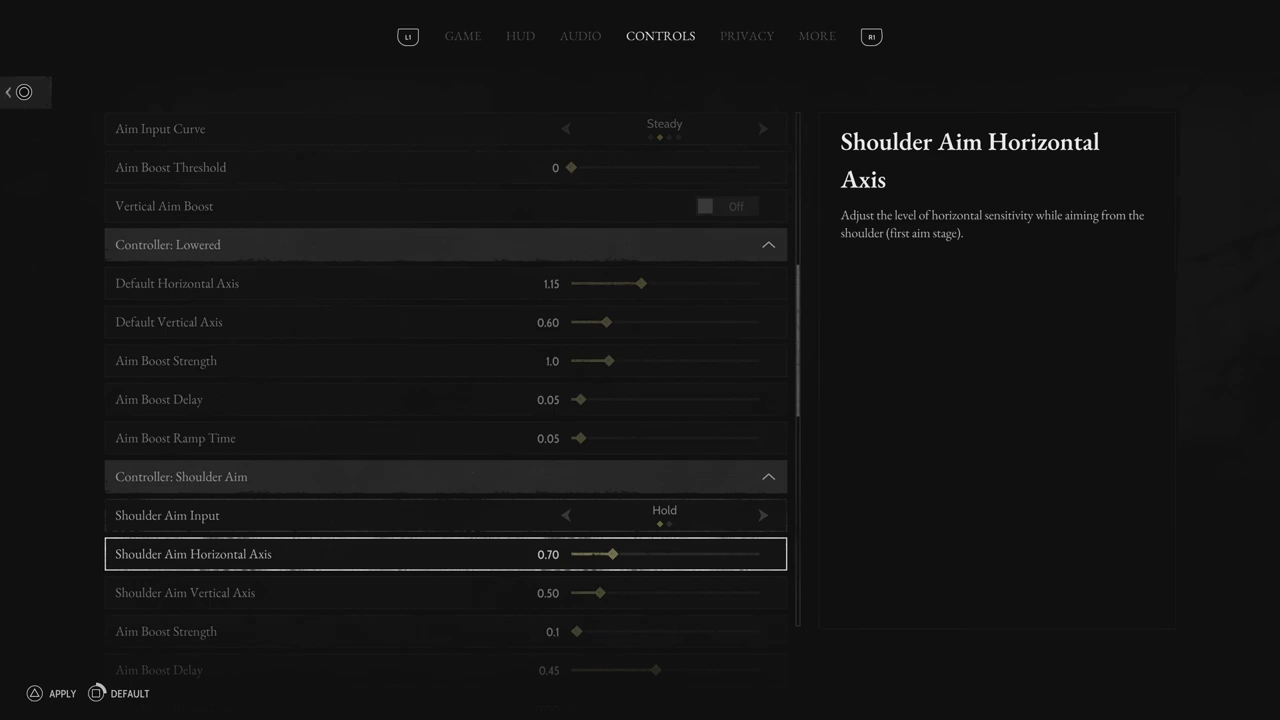 L1 GAME HUD AUDIO CONTROLS PRIVACY MORE R1
Aim Input Curve Steady
Aim Boost Threshold 0
Vertical Aim Boost Off
Controller: Lowered
Default Horizontal Axis 1.15
Default Vertical Axis 0.60
Aim Boost Strength 1.0
Aim Boost Delay 0.05
Aim Boost Ramp Time 0.05
Controller: Shoulder Aim
Shoulder Aim Input Hold
Shoulder Aim Horizontal Axis 0.70
Shoulder Aim Vertical Axis 0.50
Aim Boost Strength 0.1
Aim Boost Delay 0.45
Shoulder Aim Horizontal
Axis
Adjust the level of horizontal sensitivity while aiming from the
shoulder (first aim stage).
APPLY DEFAULT